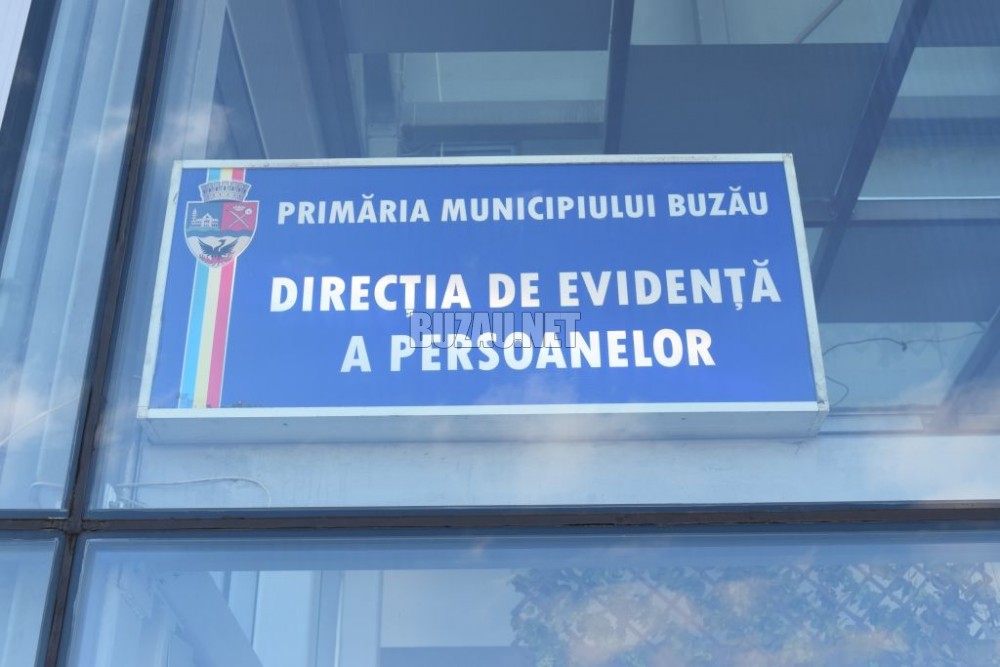 PRIMĂRIA MUNICIPIULUI BUZĂU
DIRECȚIA DE EVIDENȚĂ
A PERSOANELOR
BUZAU.NET